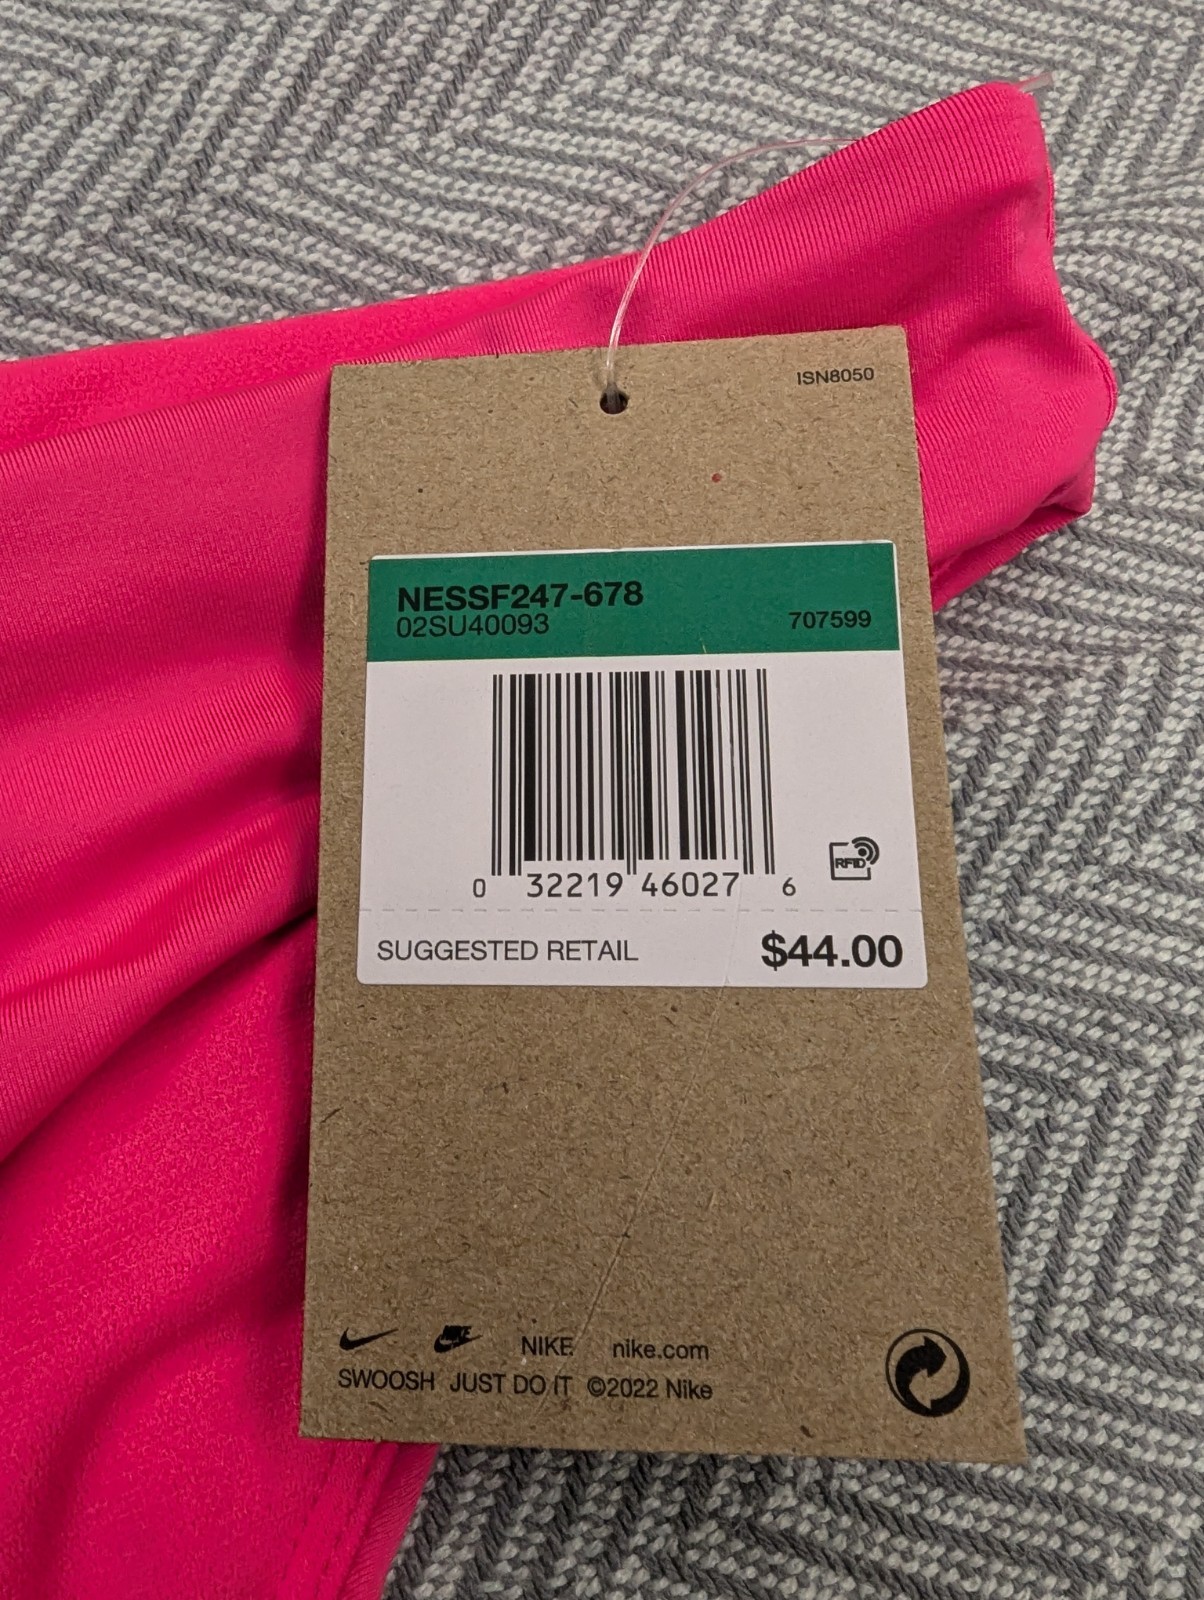 ISN8050
NESSF247-678
02SU40093 707599
0 32219 46027 6
RFID
SUGGESTED RETAIL $44.00
NIKE NIKE nike.com
SWOOSH JUST DO IT ©2022 Nike